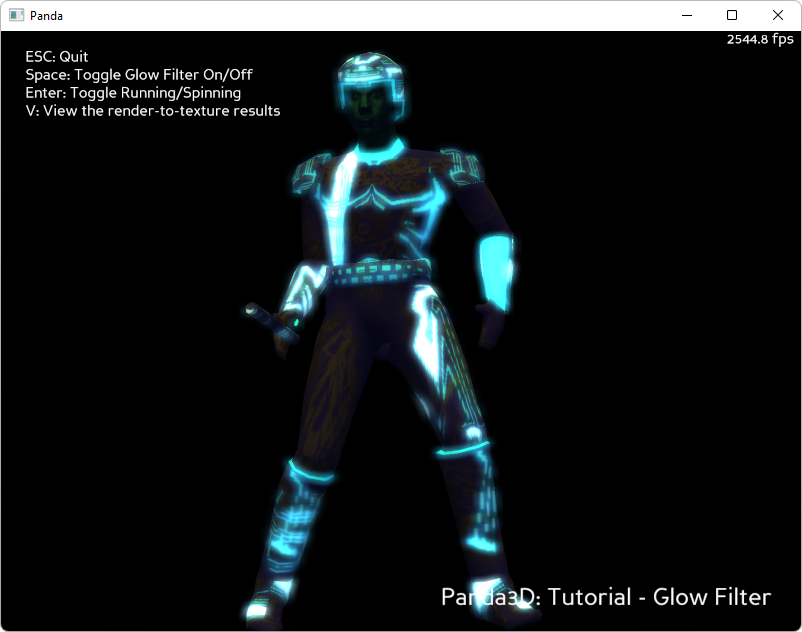 Panda
2544.8 fps
ESC: Quit
Space: Toggle Glow Filter On/Off
Enter: Toggle Running/Spinning
V: View the render-to-texture results
Panda3D: Tutorial - Glow Filter